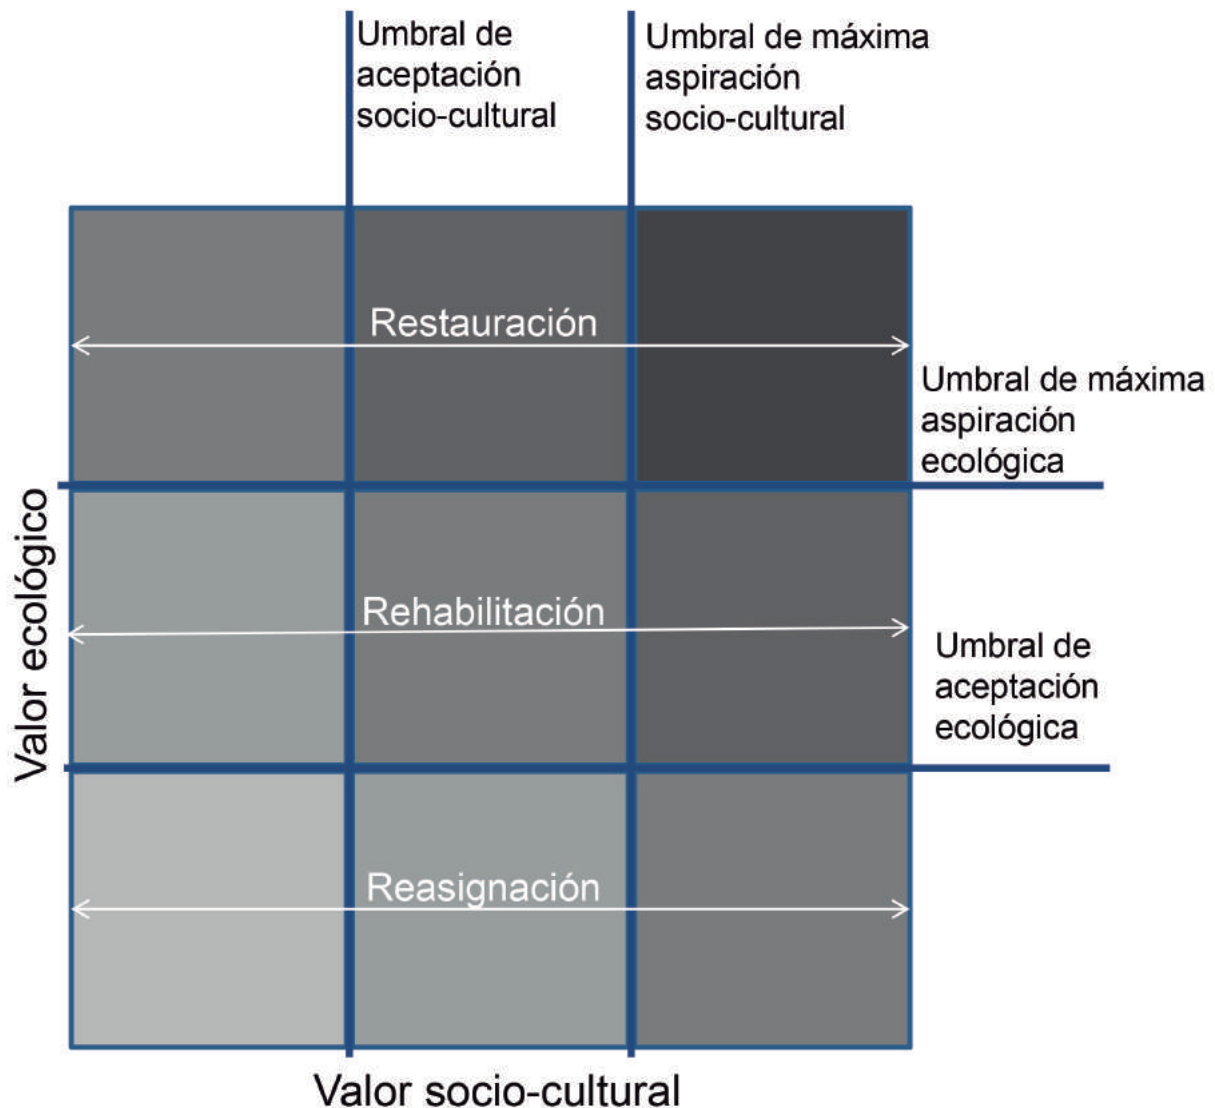 Umbral de
aceptación
socio-cultural
Umbral de máxima
aspiración
socio-cultural
Restauración
Umbral de máxima
aspiración
ecológica
Valor ecológico
Rehabilitación
Umbral de
aceptación
ecológica
Reasignación
Valor socio-cultural